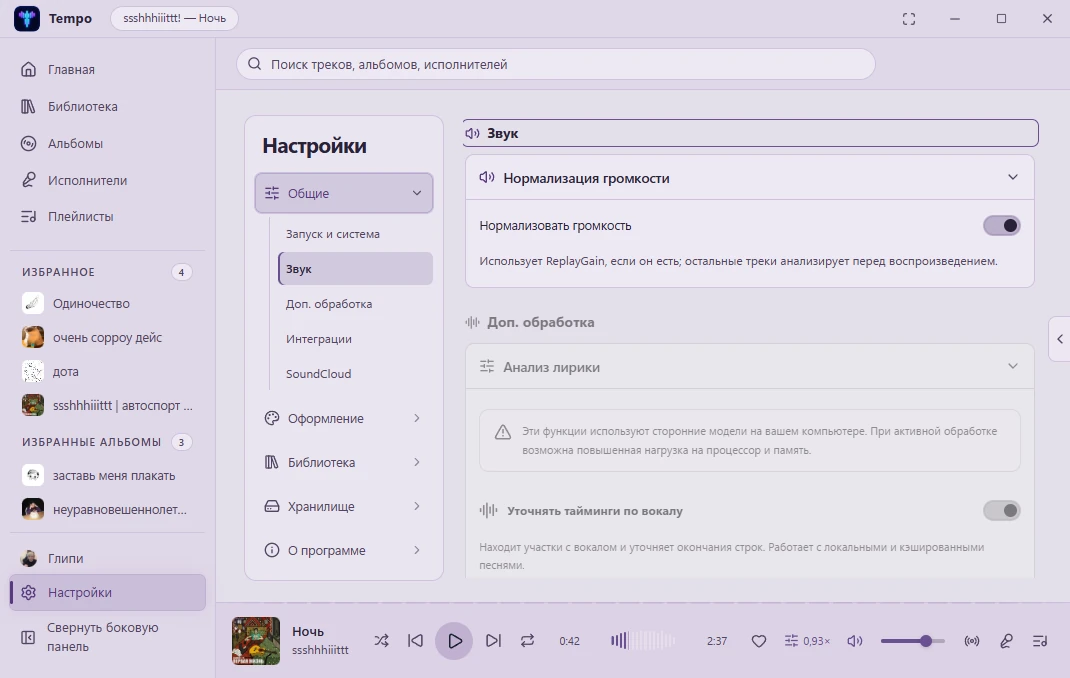 Tempo
ssshhhiiittt! — Ночь
Поиск треков, альбомов, исполнителей
Главная
Библиотека
Альбомы
Исполнители
Плейлисты
ИЗБРАННОЕ 4
Одиночество
очень сорроу дейс
дота
ssshhhiiittt | автоспорт ...
ИЗБРАННЫЕ АЛЬБОМЫ 3
заставь меня плакать
неуравновешеннолет...
Глипи
Настройки
Свернуть боковую
панель
Настройки
Общие
Запуск и система
Звук
Доп. обработка
Интеграции
SoundCloud
Оформление
Библиотека
Хранилище
О программе
Звук
Нормализация громкости
Нормализовать громкость
Использует ReplayGain, если он есть; остальные треки анализирует перед воспроизведением.
Доп. обработка
Анализ лирики
Эти функции используют сторонние модели на вашем компьютере. При активной обработке
возможна повышенная нагрузка на процессор и память.
Уточнять тайминги по вокалу
Находит участки с вокалом и уточняет окончания строк. Работает с локальными и кэшированными
песнями.
Ночь
ssshhhiiittt
0:42
2:37
0,93×